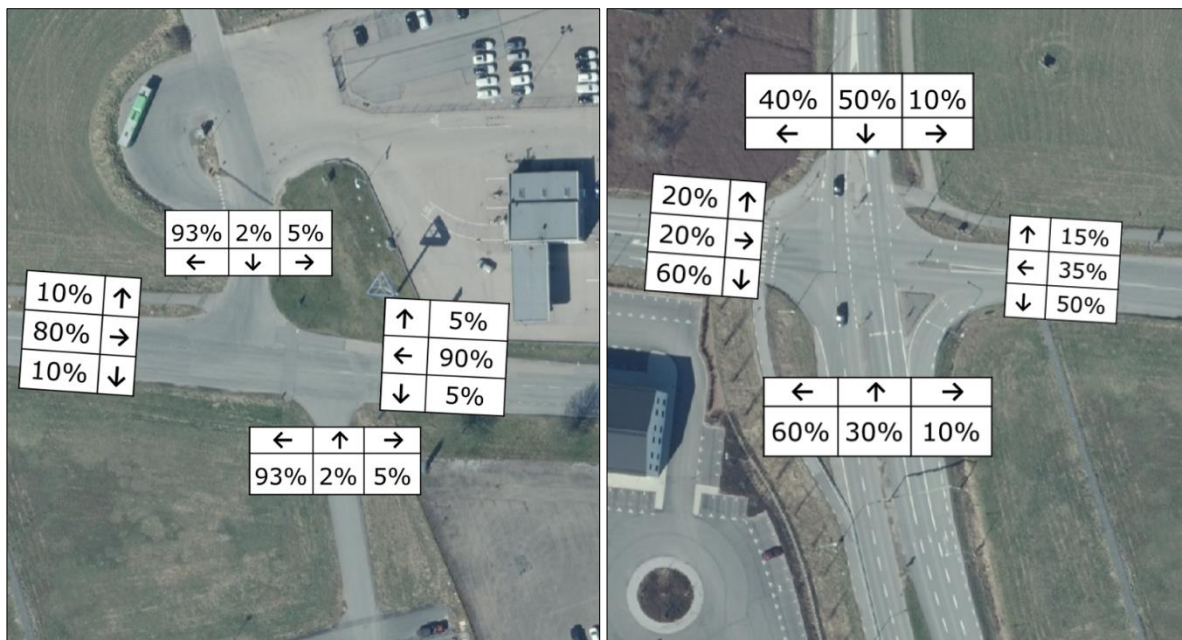 93% 2% 5%
← ↓ →
10% ↑
80% →
10% ↓
↑ 5%
← 90%
↓ 5%
← ↑ →
93% 2% 5%
40% 50% 10%
← ↓ →
20% ↑
20% →
60% ↓
↑ 15%
← 35%
↓ 50%
← ↑ →
60% 30% 10%